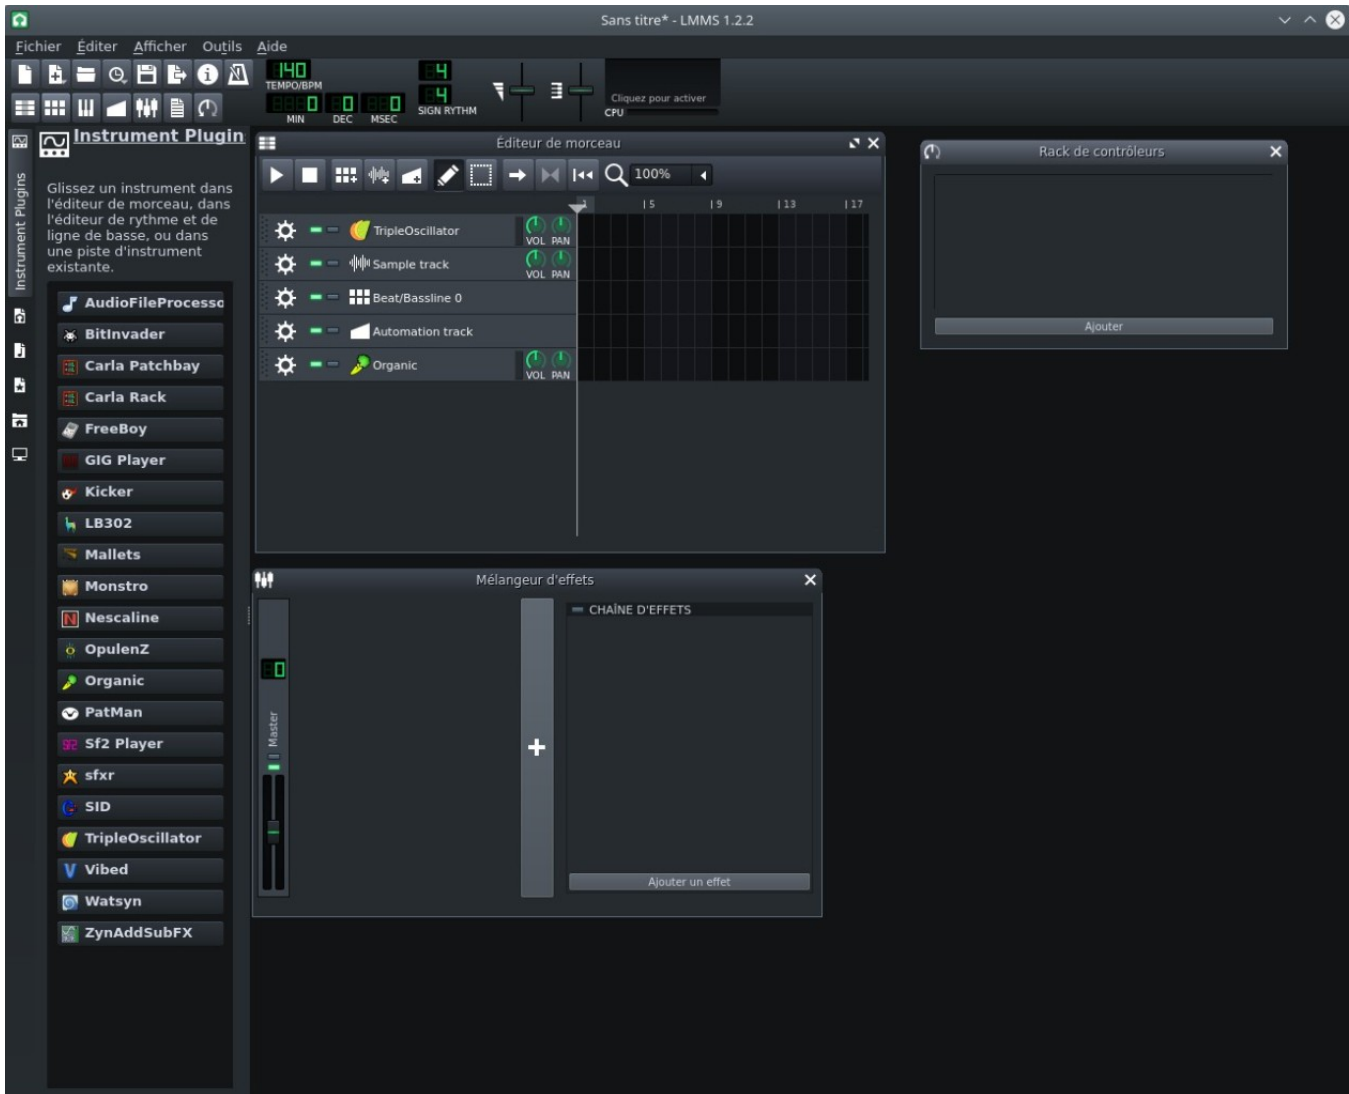 Sans titre* - LMMS 1.2.2
Fichier Éditer Afficher Outils Aide
140
TEMPO/BPM
4
4
SIGN RYTHM
0 0 0
MIN DEC MSEC
Cliquez pour activer
CPU
Instrument Plugins
Instrument Plugin
Glissez un instrument dans
l'éditeur de morceau, dans
l'éditeur de rythme et de
ligne de basse, ou dans
une piste d'instrument
existante.
AudioFileProcesso
BitInvader
Carla Patchbay
Carla Rack
FreeBoy
GIG Player
Kicker
LB302
Mallets
Monstro
Nescaline
OpulenZ
Organic
PatMan
Sf2 Player
sfxr
SID
TripleOscillator
Vibed
Watsyn
ZynAddSubFX
Éditeur de morceau
100%
1 5 9 13 17
TripleOscillator VOL PAN
Sample track VOL PAN
Beat/Bassline 0
Automation track
Organic VOL PAN
Rack de contrôleurs
Ajouter
Mélangeur d'effets
0
Master
CHAÎNE D'EFFETS
Ajouter un effet